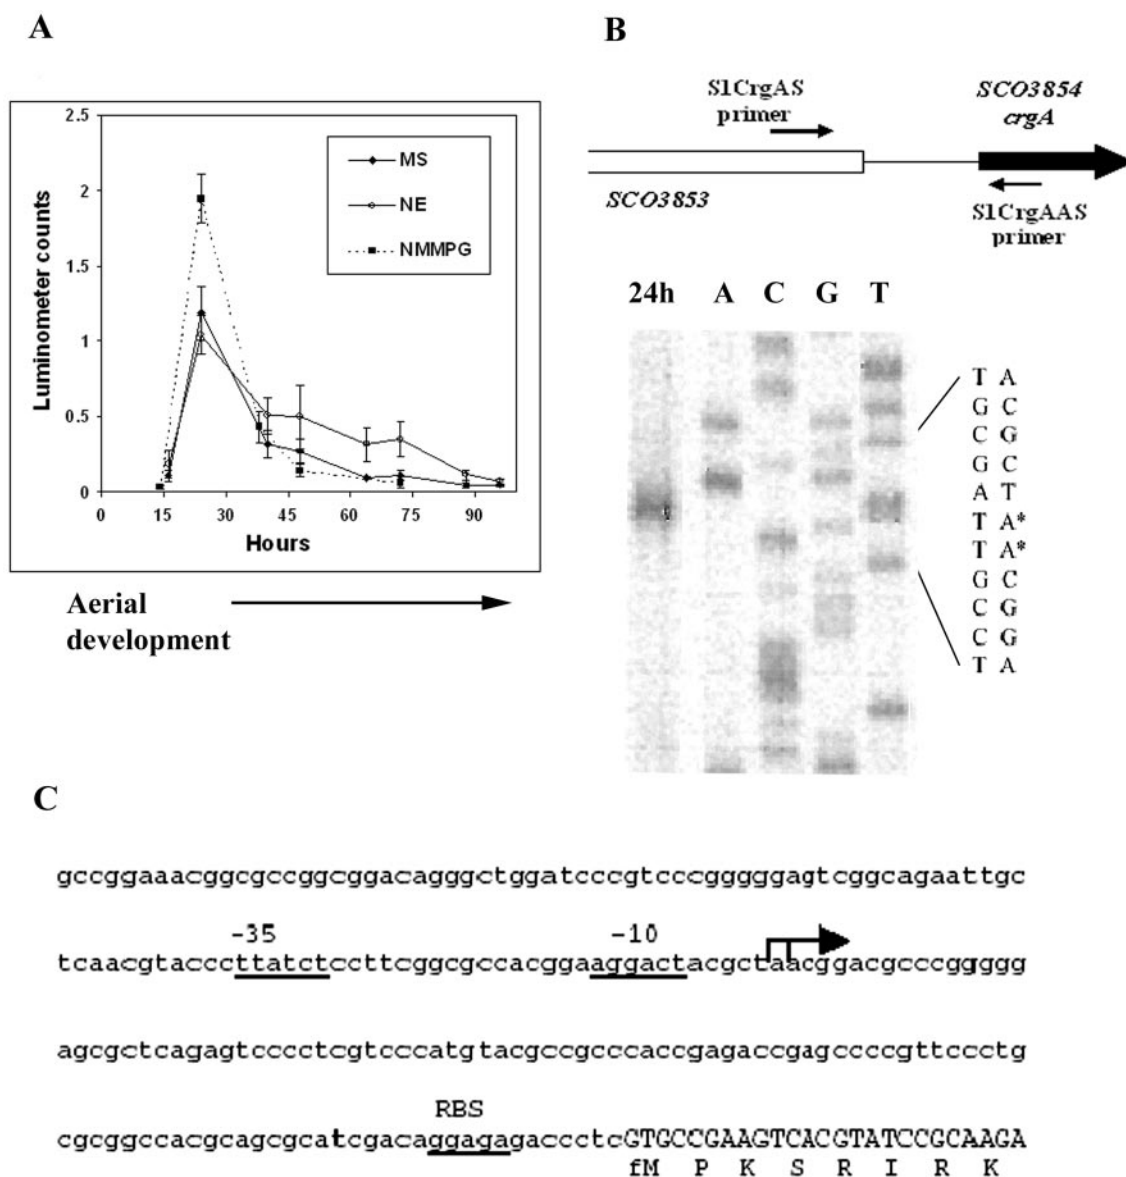 A
2.5
2
1.5
1
0.5
0
Luminometer counts
MS
NE
NMMPG
0 15 30 45 60 75 90
Hours
Aerial
development
B
S1CrgAS
primer
SCO3854
crgA
SCO3853
S1CrgAAS
primer
24h A C G T
T A
G C
C G
G C
A T
T A*
T A*
G C
C G
C G
T A
C
gccggaaacggcgccggcggacagggctggatcccgtcccgggggagtcggcagaattgc
-35 -10
tcaacgtacccttatctccttcggcgccacggaaggactacgctaacggacgcccggggg
agcgctcagagtcccctcgtcccatgtacgccgcccaccgagaccgagccccgttccctg
RBS
cgcggccacgcagcgcatcgacaggagagaccctcGTGCCGAAGTCACGTATCCGCAAGA
fM P K S R I R K